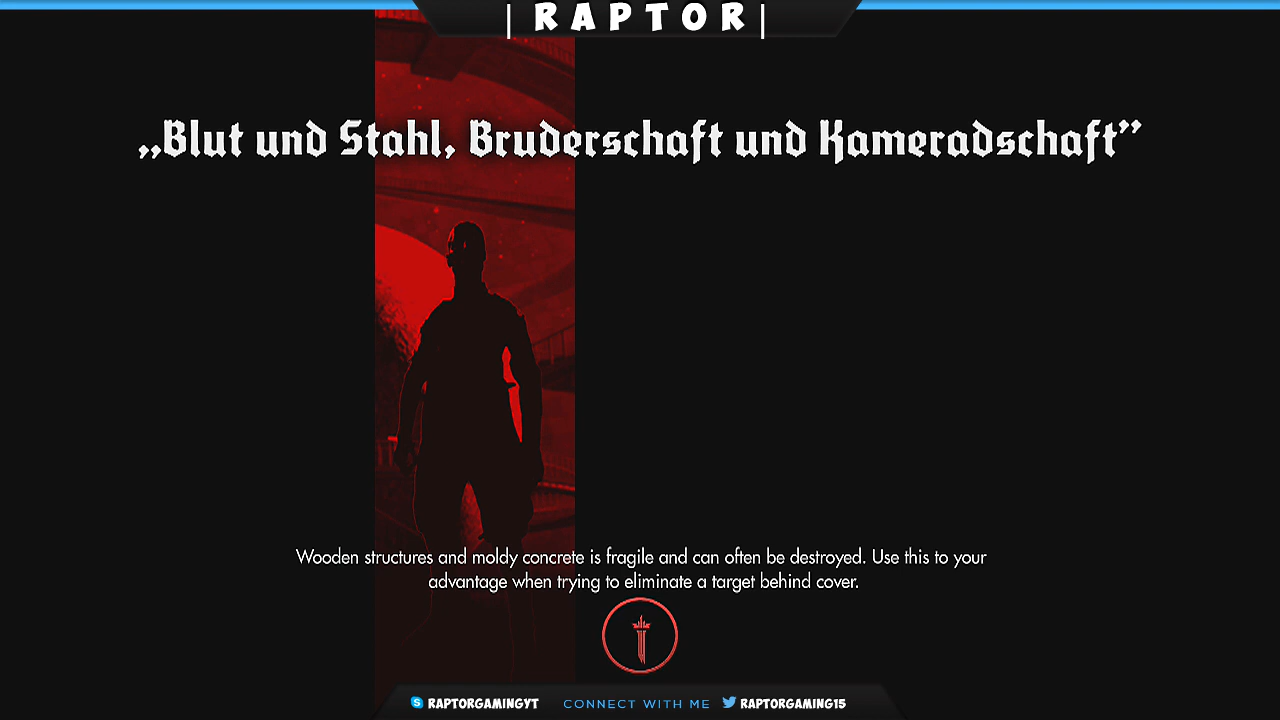 | RAPTOR |
„Blut und Stahl, Bruderschaft und Kameradschaft”
Wooden structures and moldy concrete is fragile and can often be destroyed. Use this to your
advantage when trying to eliminate a target behind cover.
RAPTORGAMINGYT CONNECT WITH ME RAPTORGAMING15